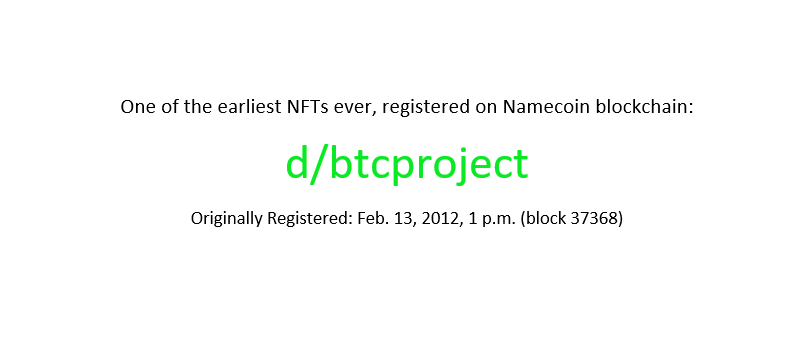 One of the earliest NFTs ever, registered on Namecoin blockchain:
d/btcproject
Originally Registered: Feb. 13, 2012, 1 p.m. (block 37368)